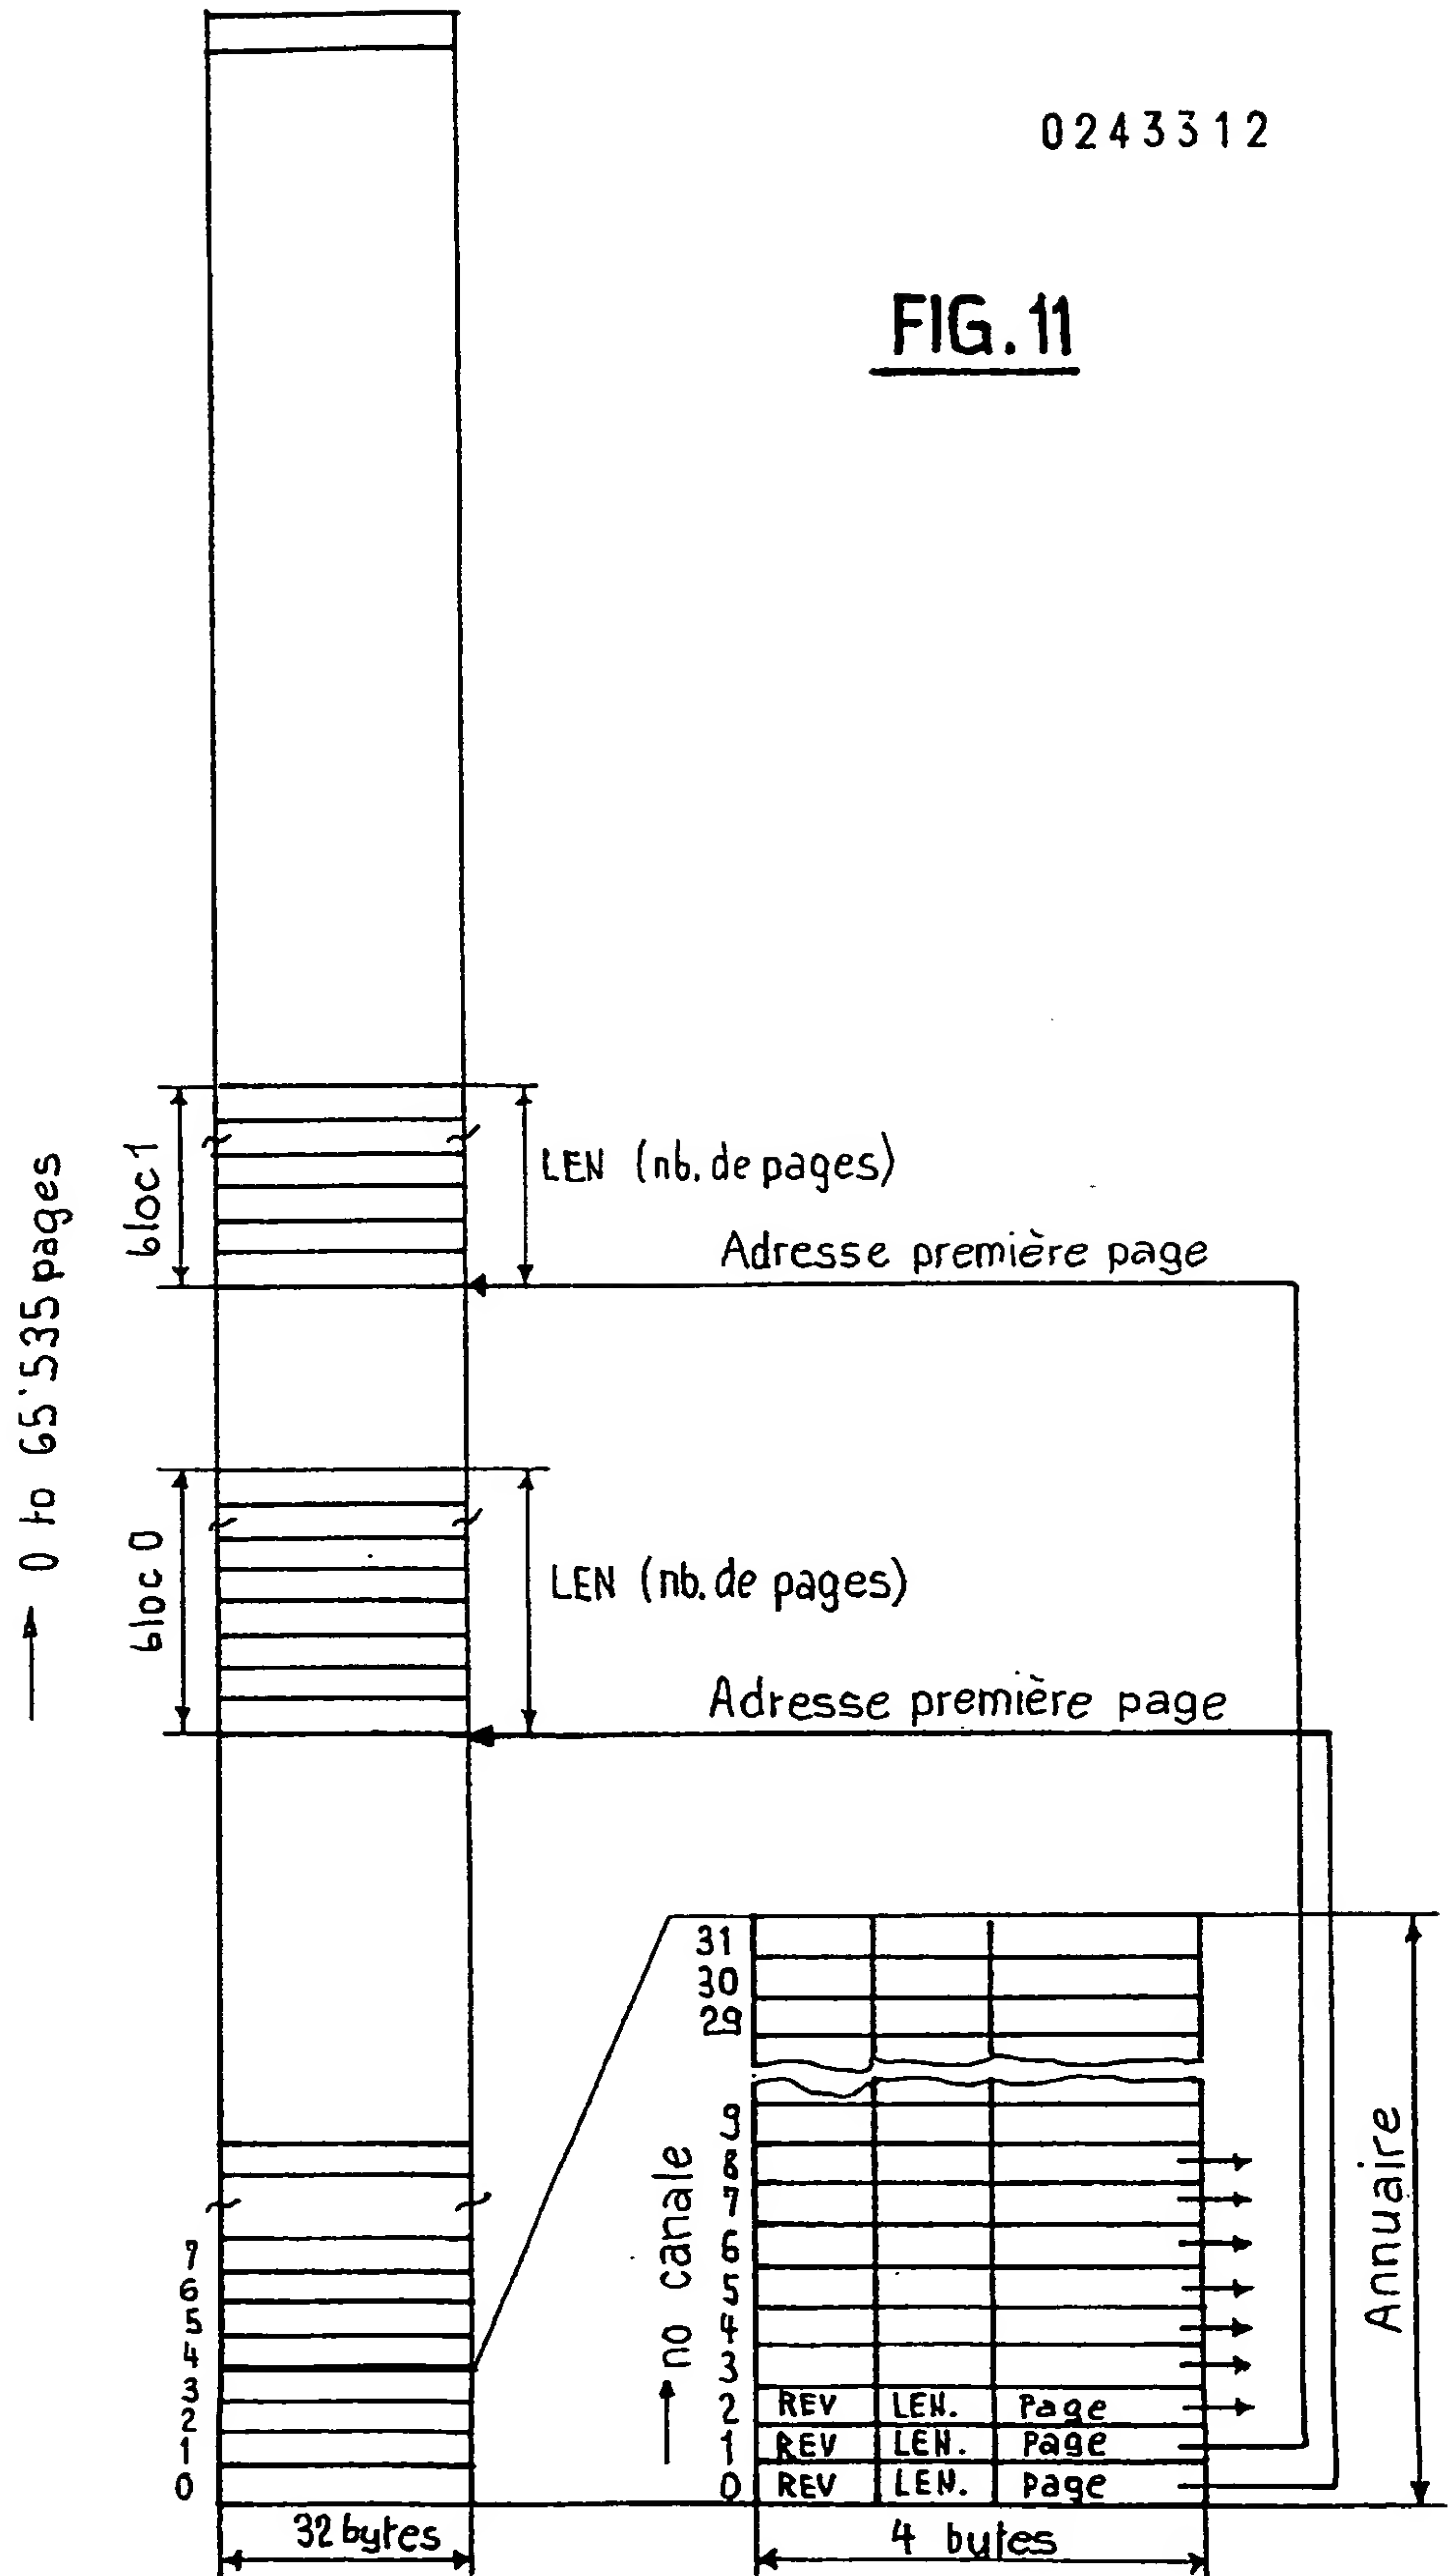 0243312
FIG. 11
→ 0 to 65'535 pages
bloc 1
LEN (nb. de pages)
Adresse première page
bloc 0
LEN (nb. de pages)
Adresse première page
7
6
5
4
3
2
1
0
32 bytes
→ no canale
31
30
29
9
8
7
6
5
4
3
2 REV LEN. Page
1 REV LEN. Page
0 REV LEN. Page
4 bytes
Annuaire